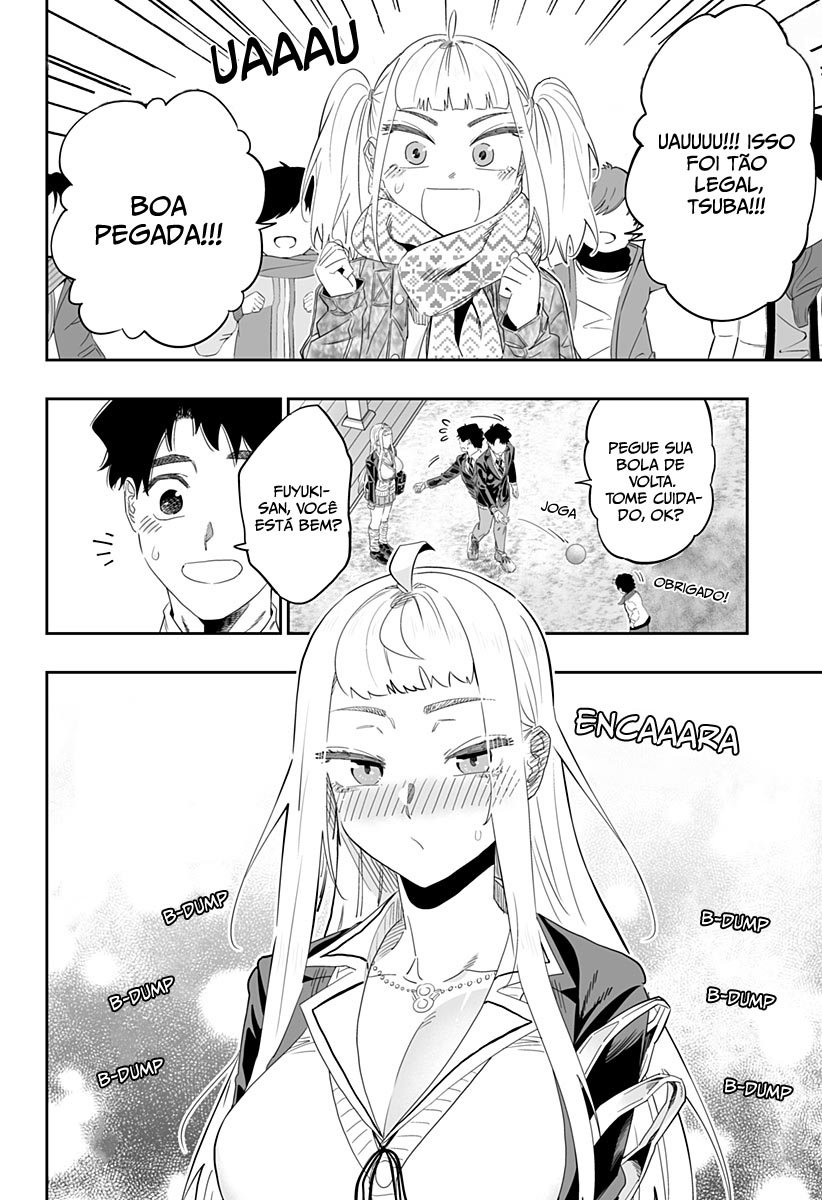 UAAAU
UAUUUU!!! ISSO
FOI TÃO
LEGAL,
TSUBA!!!
BOA
PEGADA!!!
PEGUE SUA
BOLA DE
VOLTA.
TOME CUIDA-
DO, OK?
JOGA
OBRIGADO!
FUYUKI-
SAN, VOCÊ
ESTÁ BEM?
ENCAAARA
B-DUMP
B-DUMP
B-DUMP
B-DUMP
B-DUMP
B-DUMP